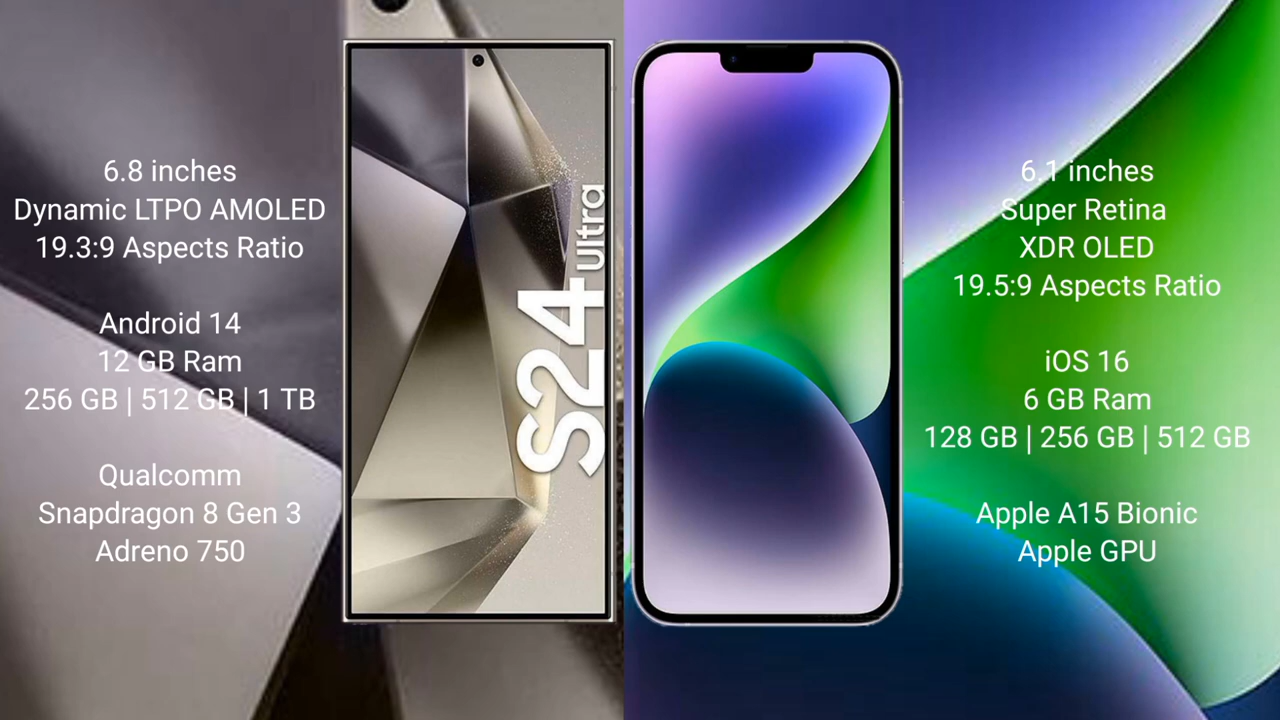 6.8 inches
Dynamic LTPO AMOLED
19.3:9 Aspects Ratio
Android 14
12 GB Ram
256 GB | 512 GB | 1 TB
Qualcomm
Snapdragon 8 Gen 3
Adreno 750
S24 Ultra
6.1 inches
Super Retina
XDR OLED
19.5:9 Aspects Ratio
iOS 16
6 GB Ram
128 GB | 256 GB | 512 GB
Apple A15 Bionic
Apple GPU